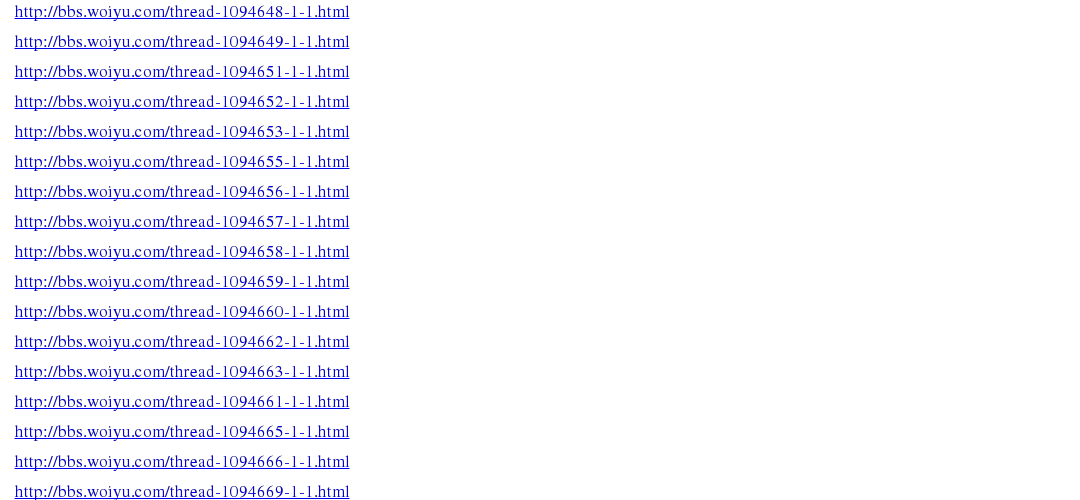 http://bbs.woiyu.com/thread-1094648-1-1.html
http://bbs.woiyu.com/thread-1094649-1-1.html
http://bbs.woiyu.com/thread-1094651-1-1.html
http://bbs.woiyu.com/thread-1094652-1-1.html
http://bbs.woiyu.com/thread-1094653-1-1.html
http://bbs.woiyu.com/thread-1094655-1-1.html
http://bbs.woiyu.com/thread-1094656-1-1.html
http://bbs.woiyu.com/thread-1094657-1-1.html
http://bbs.woiyu.com/thread-1094658-1-1.html
http://bbs.woiyu.com/thread-1094659-1-1.html
http://bbs.woiyu.com/thread-1094660-1-1.html
http://bbs.woiyu.com/thread-1094662-1-1.html
http://bbs.woiyu.com/thread-1094663-1-1.html
http://bbs.woiyu.com/thread-1094661-1-1.html
http://bbs.woiyu.com/thread-1094665-1-1.html
http://bbs.woiyu.com/thread-1094666-1-1.html
http://bbs.woiyu.com/thread-1094669-1-1.html